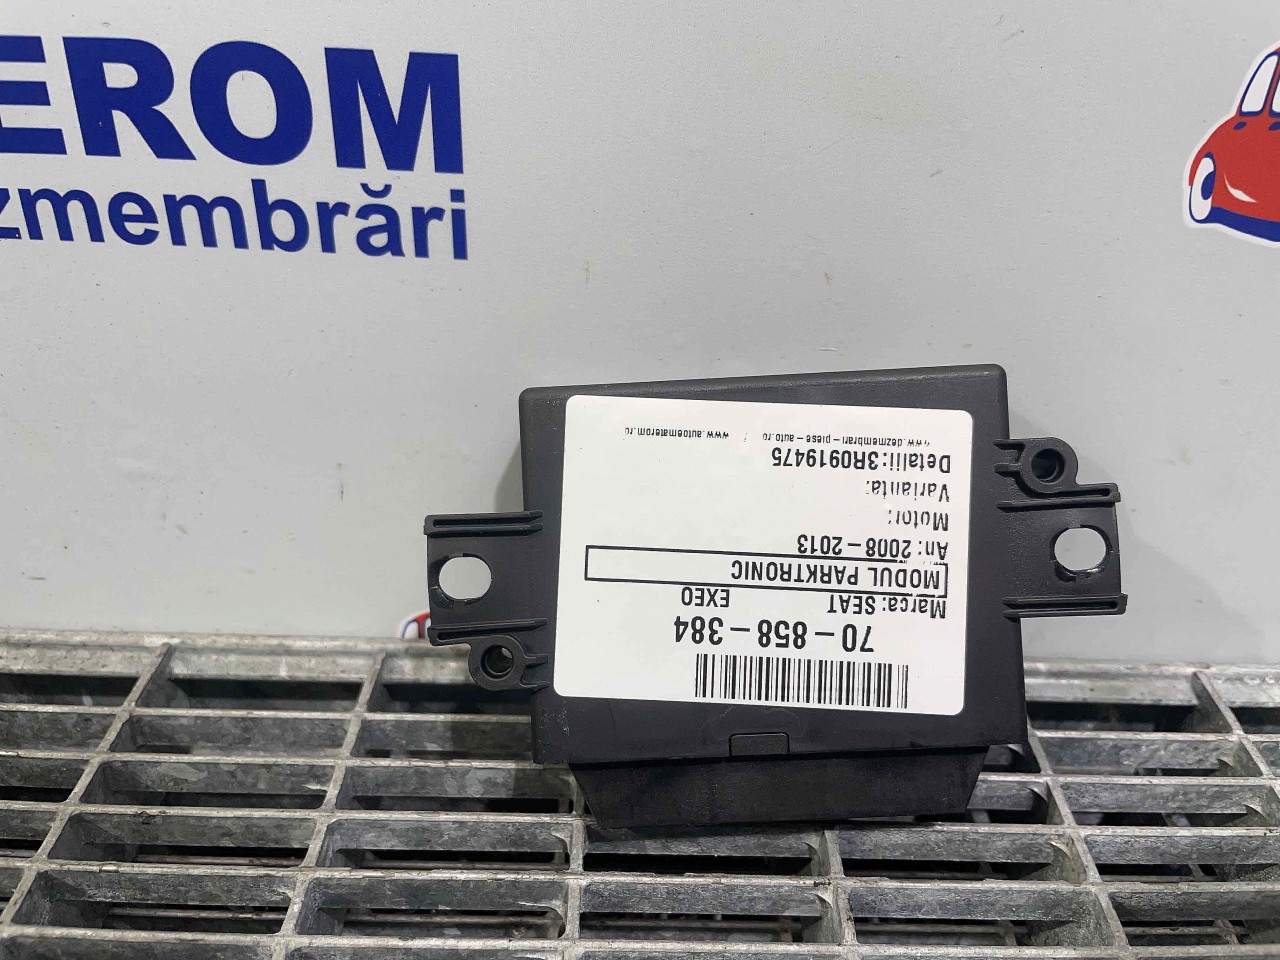 EROM
zmembrări
70-858-384
Marca: SEAT EXEO
MODUL PARKTRONIC
An: 2008-2013
Motor:
Varianta:
Detalii: 3R0919475
www.dezmembrari-piese-auto.ro / www.autoematerom.ro